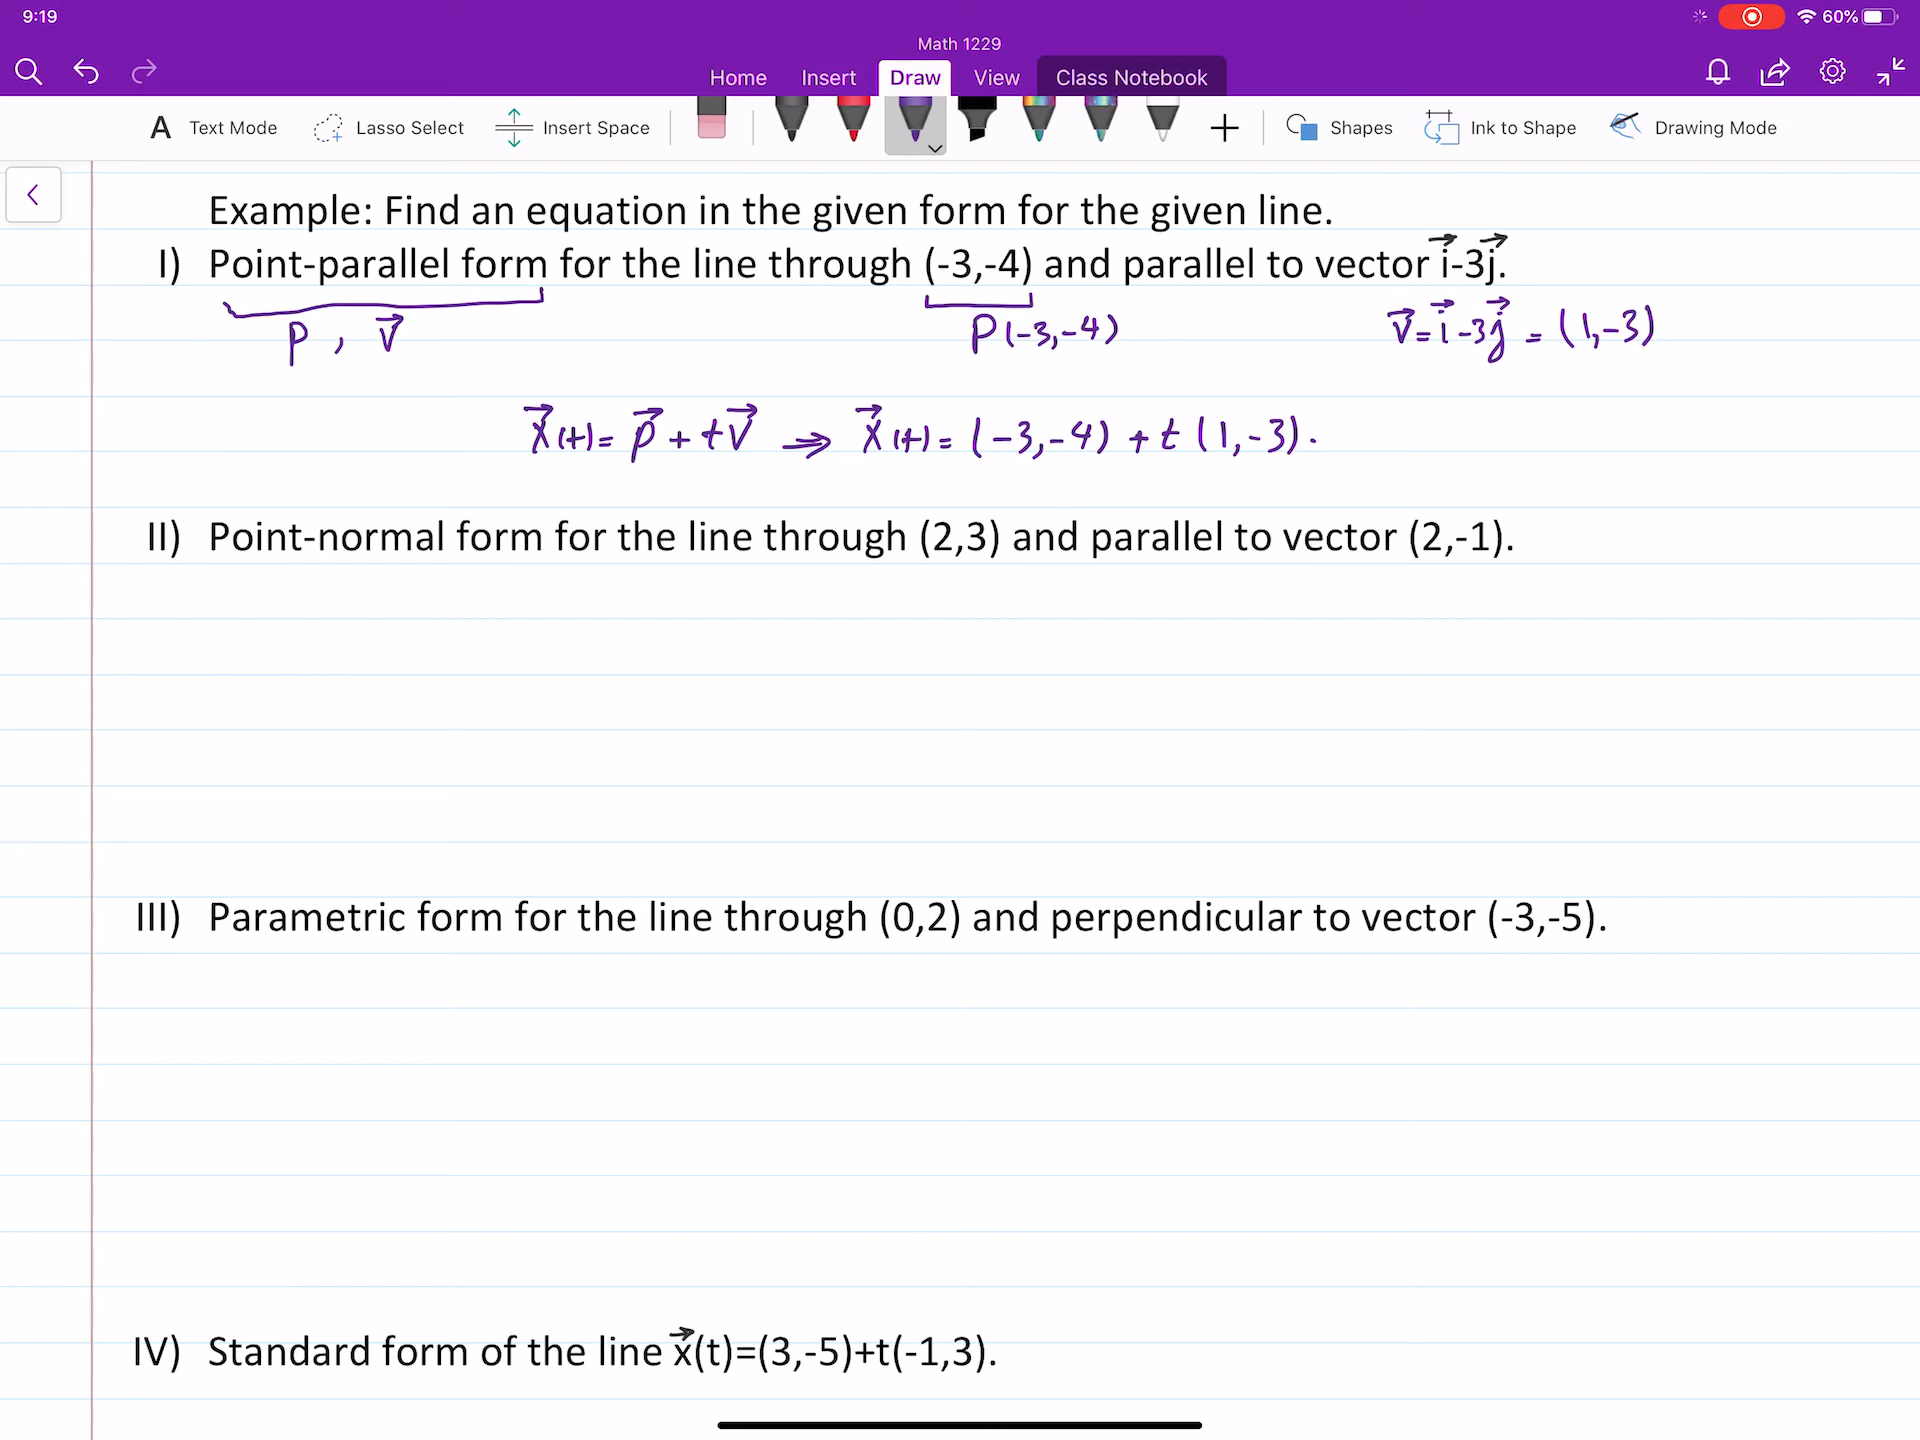 9:19
60%
Math 1229
Home Insert Draw View Class Notebook
A Text Mode Lasso Select Insert Space Shapes Ink to Shape Drawing Mode
Example: Find an equation in the given form for the given line.
I) Point-parallel form for the line through (-3,-4) and parallel to vector i⃗-3j⃗.
P , v⃗ P(-3,-4) v⃗=i⃗-3j⃗ = (1,-3)
x⃗(t)= p⃗ + tv⃗ ⇒ x⃗(t)= (-3,-4) + t (1,-3).
II) Point-normal form for the line through (2,3) and parallel to vector (2,-1).
III) Parametric form for the line through (0,2) and perpendicular to vector (-3,-5).
IV) Standard form of the line x⃗(t)=(3,-5)+t(-1,3).